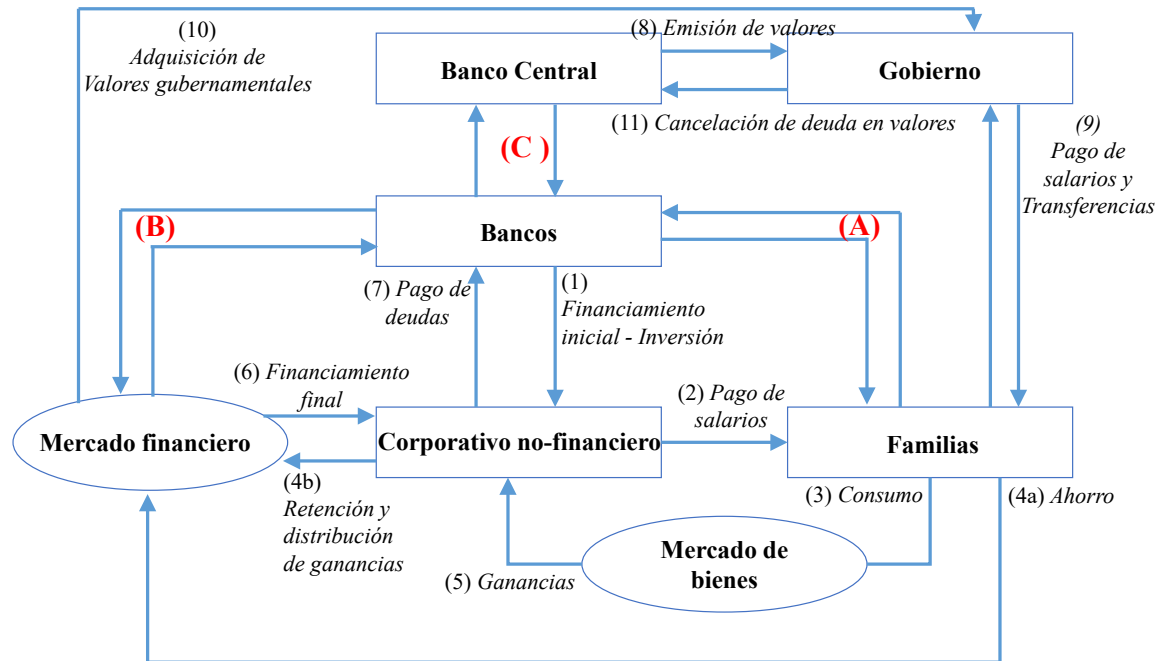 (10)
Adquisición de
Valores gubernamentales
(8) Emisión de valores
Banco Central
Gobierno
(11) Cancelación de deuda en valores
(9)
Pago de
salarios y
Transferencias
(C )
(B)
Bancos
(A)
(7) Pago de
deudas
(1)
Financiamiento
inicial - Inversión
(6) Financiamiento
final
(2) Pago de
salarios
Mercado financiero
Corporativo no-financiero
Familias
(4b)
Retención y
distribución
de ganancias
(3) Consumo
(4a) Ahorro
(5) Ganancias
Mercado de
bienes